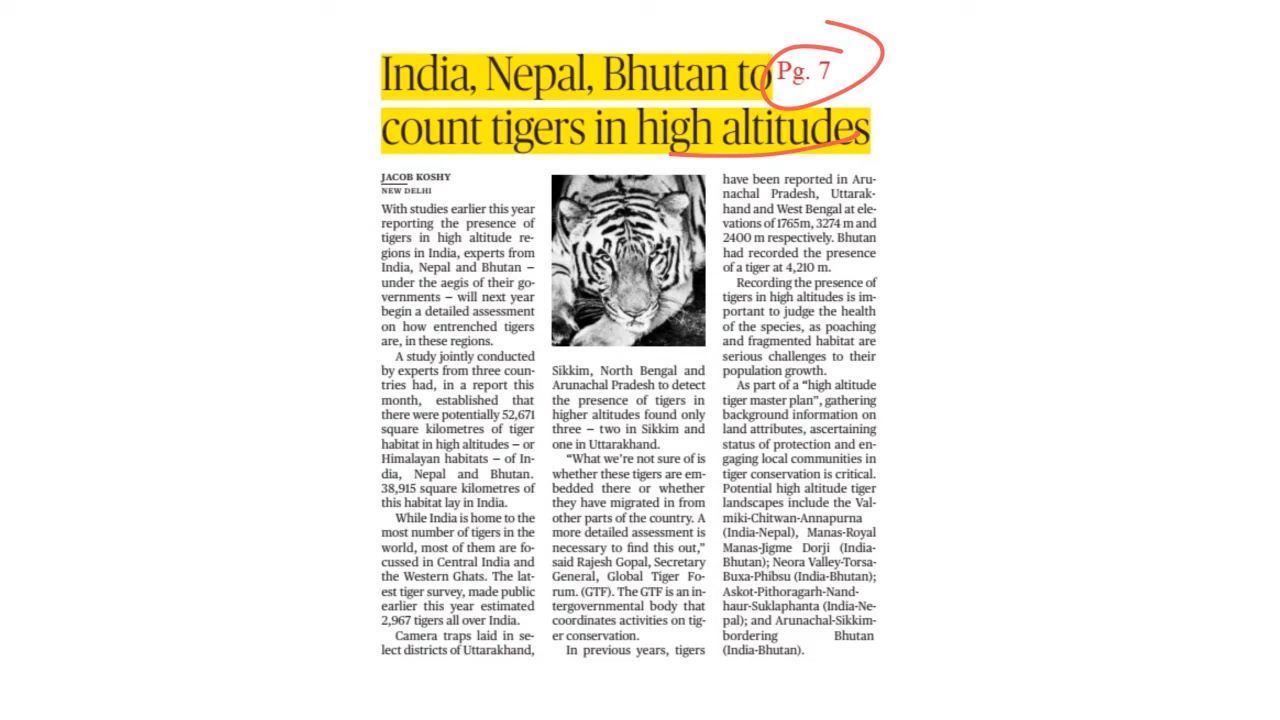 India, Nepal, Bhutan to Pg. 7
count tigers in high altitudes
JACOB KOSHY
NEW DELHI
With studies earlier this year
reporting the presence of
tigers in high altitude re-
gions in India, experts from
India, Nepal and Bhutan –
under the aegis of their go-
vernments – will next year
begin a detailed assessment
on how entrenched tigers
are, in these regions.
A study jointly conducted
by experts from three coun-
tries had, in a report this
month, established that
there were potentially 52,671
square kilometres of tiger
habitat in high altitudes – or
Himalayan habitats – of In-
dia, Nepal and Bhutan.
38,915 square kilometres of
this habitat lay in India.
While India is home to the
most number of tigers in the
world, most of them are fo-
cussed in Central India and
the Western Ghats. The lat-
est tiger survey, made public
earlier this year estimated
2,967 tigers all over India.
Camera traps laid in se-
lect districts of Uttarakhand,
Sikkim, North Bengal and
Arunachal Pradesh to detect
the presence of tigers in
higher altitudes found only
three – two in Sikkim and
one in Uttarakhand.
“What we’re not sure of is
whether these tigers are em-
bedded there or whether
they have migrated in from
other parts of the country. A
more detailed assessment is
necessary to find this out,”
said Rajesh Gopal, Secretary
General, Global Tiger Fo-
rum. (GTF). The GTF is an in-
tergovernmental body that
coordinates activities on tig-
er conservation.
In previous years, tigers
have been reported in Aru-
nachal Pradesh, Uttarak-
hand and West Bengal at ele-
vations of 1765m, 3274 m and
2400 m respectively. Bhutan
had recorded the presence
of a tiger at 4,210 m.
Recording the presence of
tigers in high altitudes is im-
portant to judge the health
of the species, as poaching
and fragmented habitat are
serious challenges to their
population growth.
As part of a “high altitude
tiger master plan”, gathering
background information on
land attributes, ascertaining
status of protection and en-
gaging local communities in
tiger conservation is critical.
Potential high altitude tiger
landscapes include the Val-
miki-Chitwan-Annapurna
(India-Nepal), Manas-Royal
Manas-Jigme Dorji (India-
Bhutan); Neora Valley-Torsa-
Buxa-Phibsu (India-Bhutan);
Askot-Pithoragarh-Nand-
haur-Suklaphanta (India-Ne-
pal); and Arunachal-Sikkim-
bordering Bhutan
(India-Bhutan).